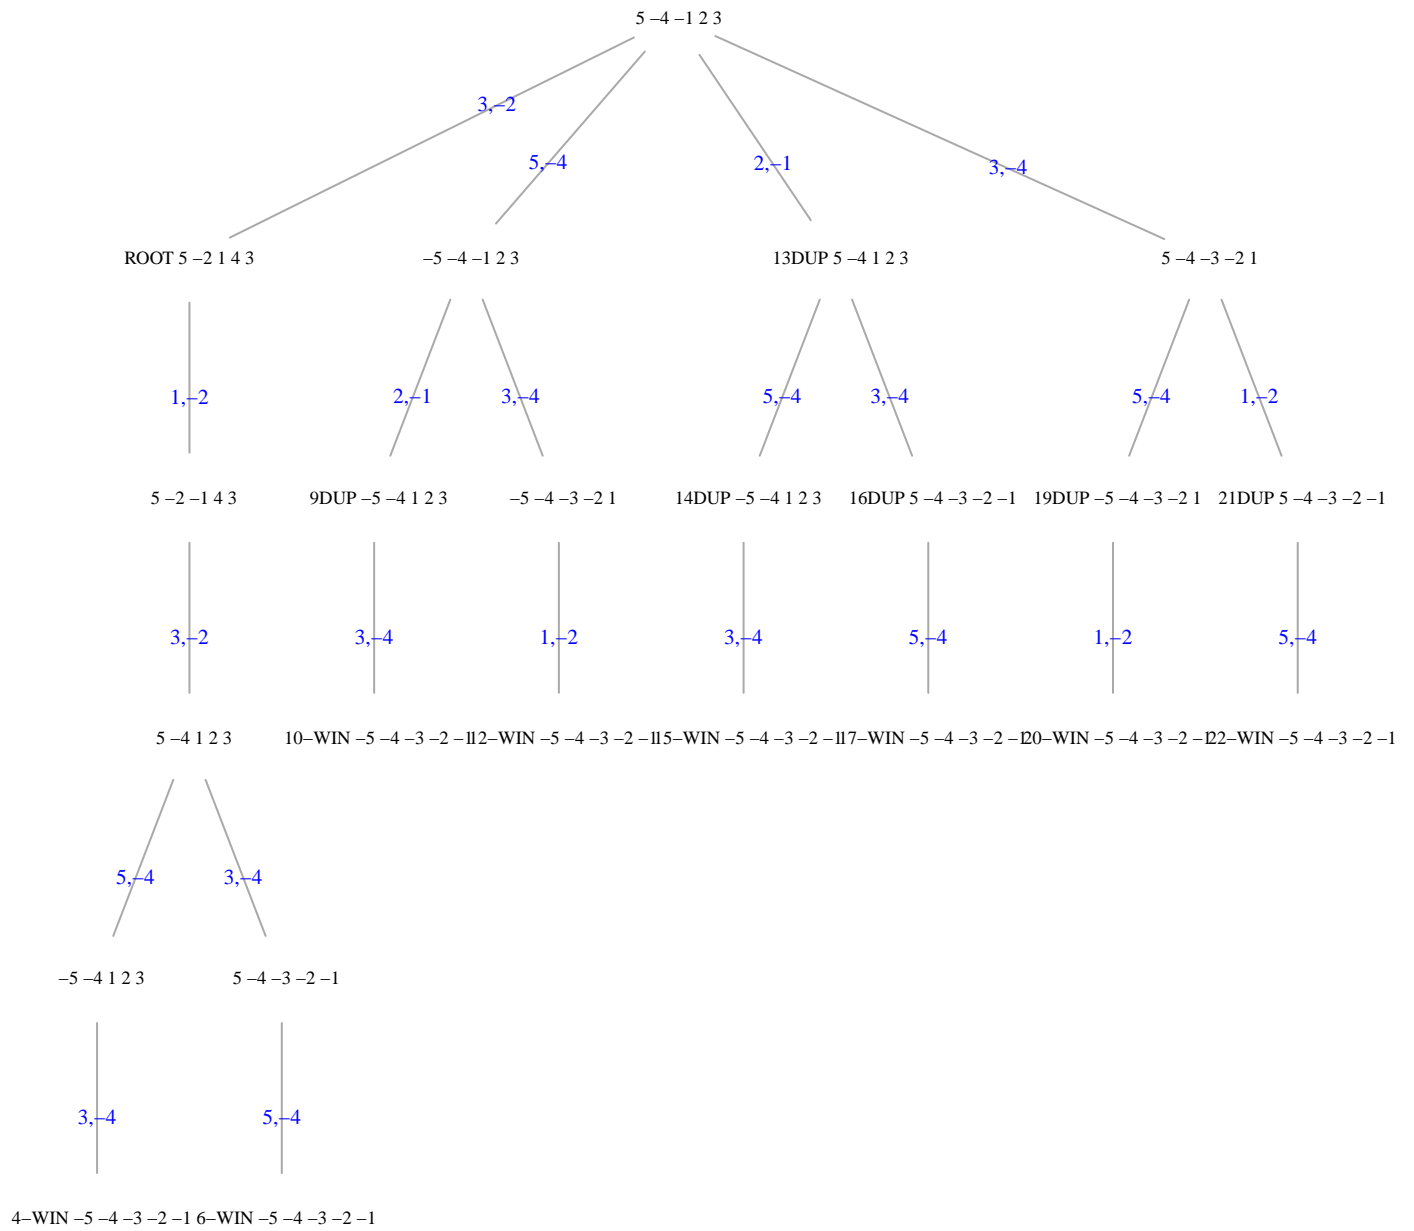 5 –4 –1 2 3
3,–2
5,–4
2,–1
3,–4
ROOT 5 –2 1 4 3
–5 –4 –1 2 3
13DUP 5 –4 1 2 3
5 –4 –3 –2 1
1,–2
2,–1
3,–4
5,–4
3,–4
5,–4
1,–2
5 –2 –1 4 3
9DUP –5 –4 1 2 3
–5 –4 –3 –2 1
14DUP –5 –4 1 2 3
16DUP 5 –4 –3 –2 –1
19DUP –5 –4 –3 –2 1
21DUP 5 –4 –3 –2 –1
3,–2
3,–4
1,–2
3,–4
5,–4
1,–2
5,–4
5 –4 1 2 3
10–WIN –5 –4 –3 –2 –1
12–WIN –5 –4 –3 –2 –1
15–WIN –5 –4 –3 –2 –1
17–WIN –5 –4 –3 –2 –1
20–WIN –5 –4 –3 –2 –1
22–WIN –5 –4 –3 –2 –1
5,–4
3,–4
–5 –4 1 2 3
5 –4 –3 –2 –1
3,–4
5,–4
4–WIN –5 –4 –3 –2 –1
6–WIN –5 –4 –3 –2 –1